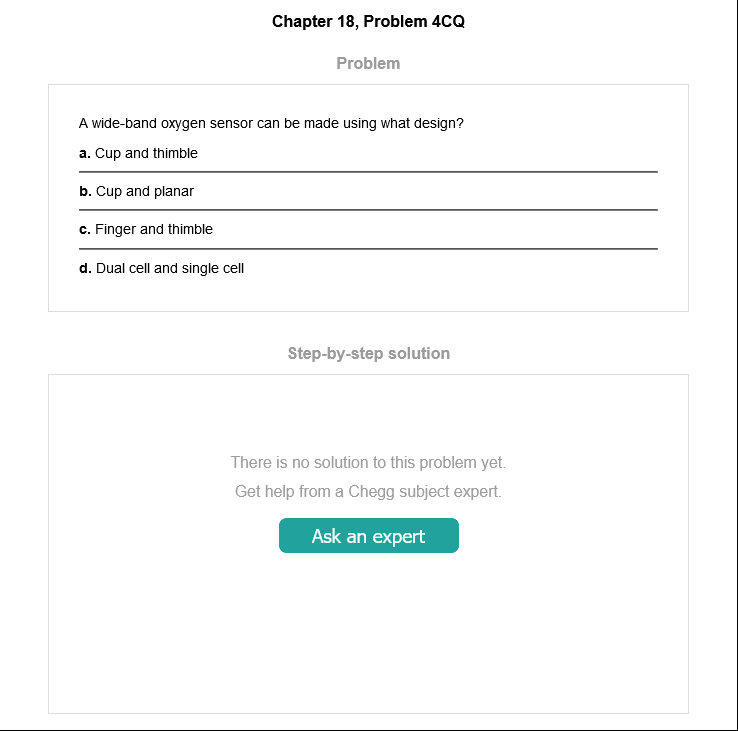 Chapter 18, Problem 4CQ
Problem
A wide-band oxygen sensor can be made using what design?
a. Cup and thimble
b. Cup and planar
c. Finger and thimble
d. Dual cell and single cell
Step-by-step solution
There is no solution to this problem yet.
Get help from a Chegg subject expert.
Ask an expert